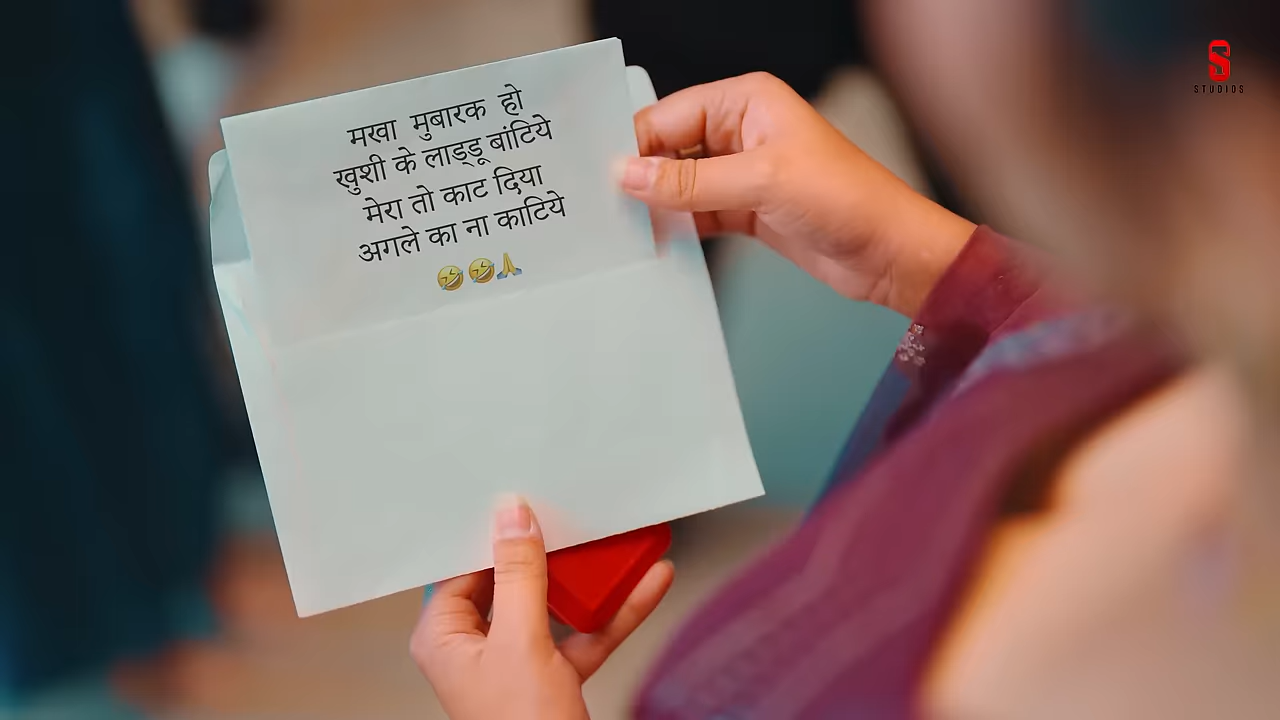 मखा मुबारक हो
खुशी के लाड्डू बांटिये
मेरा तो काट दिया
अगले का ना काटिये
🤣🤣🙏
S
STUDIOS